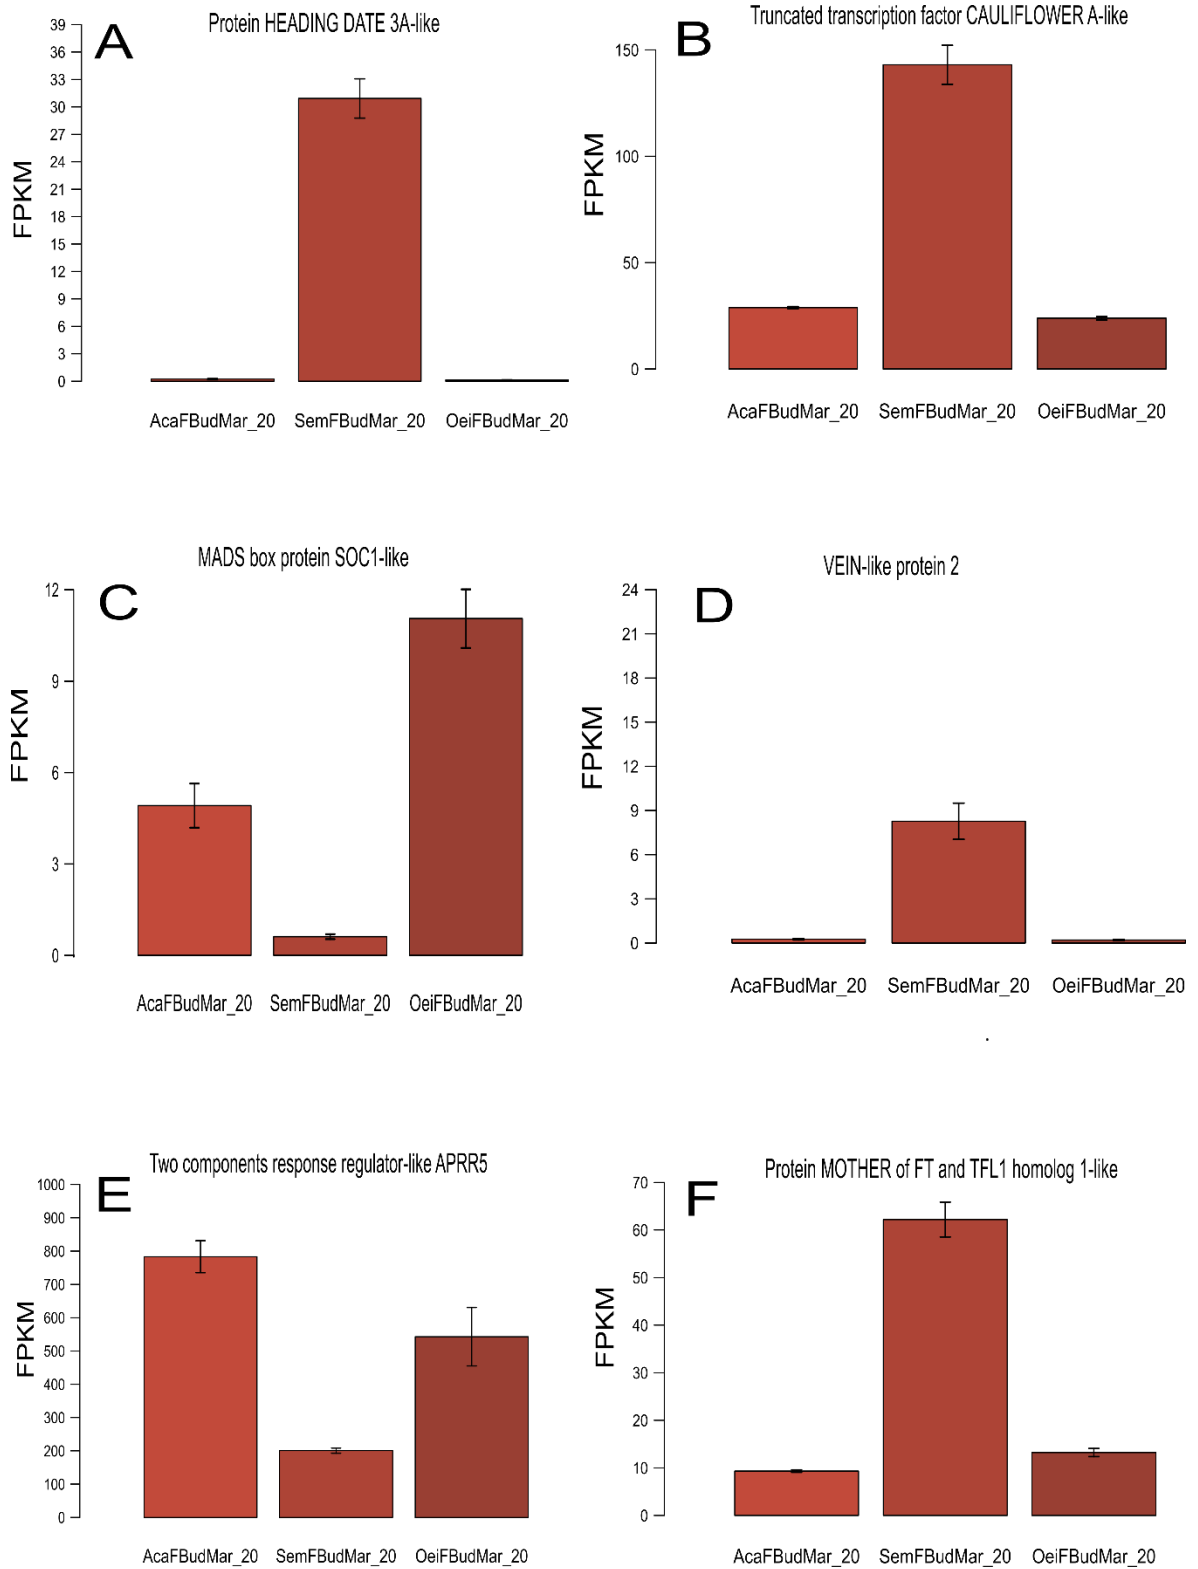 A
Protein HEADING DATE 3A-like
FPKM
39
36
33
30
27
24
21
18
15
12
9
6
3
0
AcaFBudMar_20 SemFBudMar_20 OeiFBudMar_20
B
Truncated transcription factor CAULIFLOWER A-like
FPKM
150
100
50
0
AcaFBudMar_20 SemFBudMar_20 OeiFBudMar_20
C
MADS box protein SOC1-like
FPKM
12
9
6
3
0
AcaFBudMar_20 SemFBudMar_20 OeiFBudMar_20
D
VEIN-like protein 2
FPKM
24
21
18
15
12
9
6
3
0
AcaFBudMar_20 SemFBudMar_20 OeiFBudMar_20
E
Two components response regulator-like APRR5
FPKM
1000
900
800
700
600
500
400
300
200
100
0
AcaFBudMar_20 SemFBudMar_20 OeiFBudMar_20
F
Protein MOTHER of FT and TFL1 homolog 1-like
FPKM
70
60
50
40
30
20
10
0
AcaFBudMar_20 SemFBudMar_20 OeiFBudMar_20